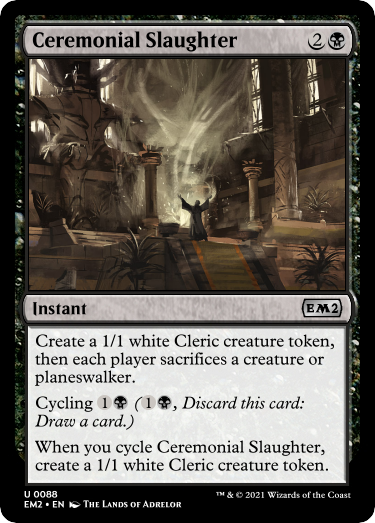 Ceremonial Slaughter 2
Instant EM2
Create a 1/1 white Cleric creature token,
then each player sacrifices a creature or
planeswalker.
Cycling 1 (1, Discard this card:
Draw a card.)
When you cycle Ceremonial Slaughter,
create a 1/1 white Cleric creature token.
U 0088
EM2 • EN THE LANDS OF ADRELOR ™ & © 2021 Wizards of the Coast